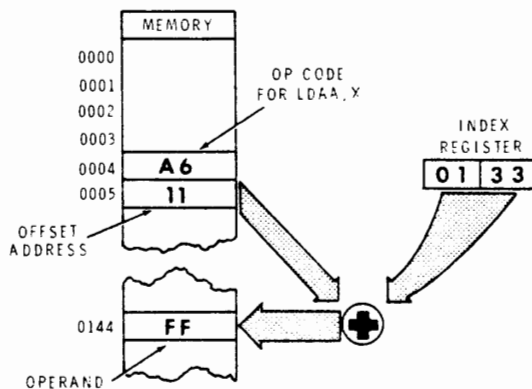 MEMORY
0000
0001
0002
0003
0004
0005
A6
11
OP CODE
FOR LDAA,X
INDEX
REGISTER
01 33
OFFSET
ADDRESS
0144
FF
OPERAND